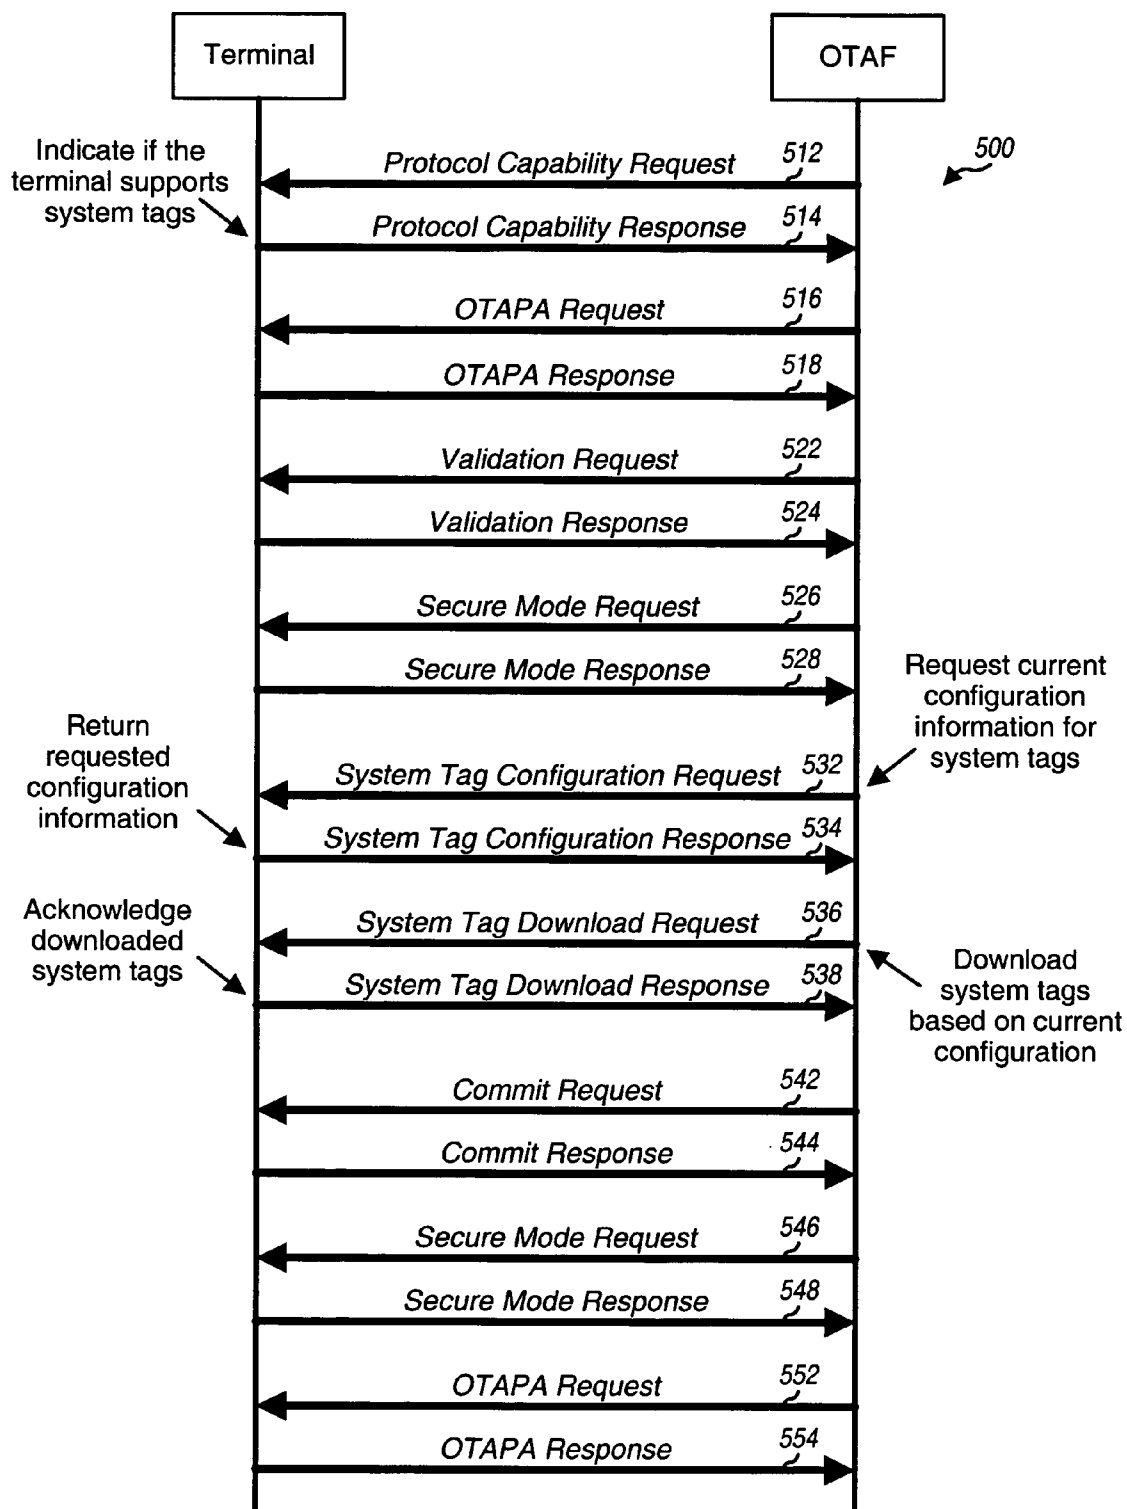 Terminal
OTAF
500
Indicate if the
terminal supports
system tags
Protocol Capability Request
512
Protocol Capability Response
514
OTAPA Request
516
OTAPA Response
518
Validation Request
522
Validation Response
524
Secure Mode Request
526
Secure Mode Response
528
Request current
configuration
information for
system tags
Return
requested
configuration
information
System Tag Configuration Request
532
System Tag Configuration Response
534
Acknowledge
downloaded
system tags
System Tag Download Request
536
System Tag Download Response
538
Download
system tags
based on current
configuration
Commit Request
542
Commit Response
544
Secure Mode Request
546
Secure Mode Response
548
OTAPA Request
552
OTAPA Response
554